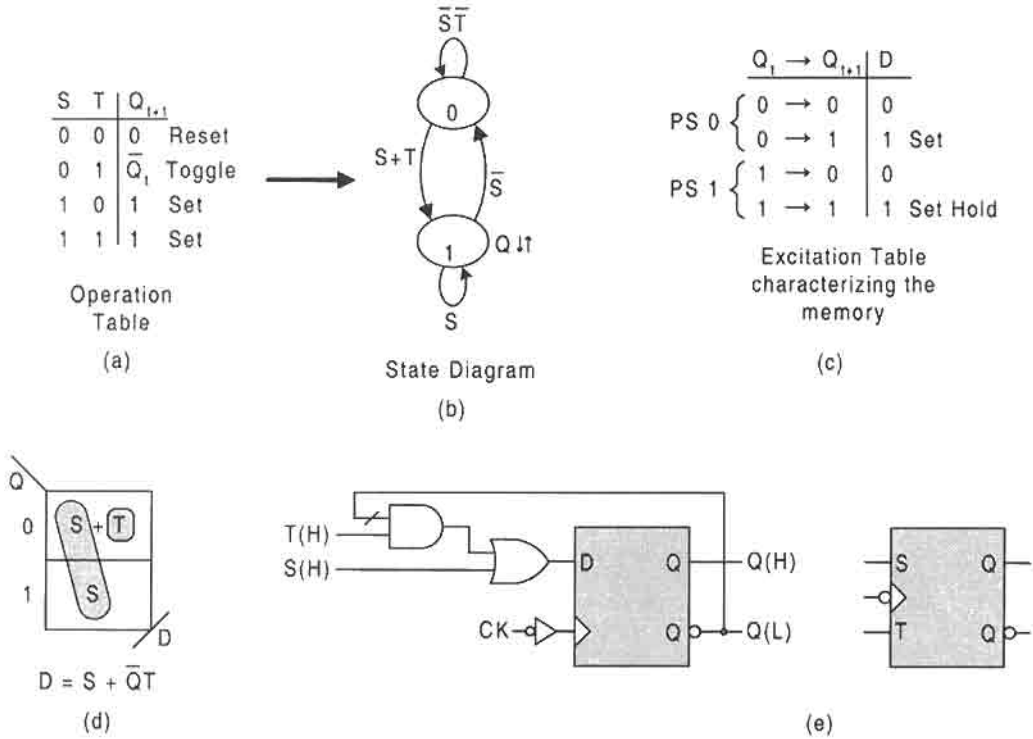 S T Q_{t+1}
0 0 0 Reset
0 1 Q̅_t Toggle
1 0 1 Set
1 1 1 Set
Operation
Table
(a)
S̅T̅
0
S+T
S̅
1
Q↓↑
S
State Diagram
(b)
Q_t → Q_{t+1} D
PS 0 { 0 → 0 0
0 → 1 1 Set
PS 1 { 1 → 0 0
1 → 1 1 Set Hold
Excitation Table
characterizing the
memory
(c)
Q
0 S + T
1 S
D
D = S + Q̅T
(d)
T(H)
S(H)
CK
D Q
Q
Q(H)
Q(L)
S Q
T Q
(e)